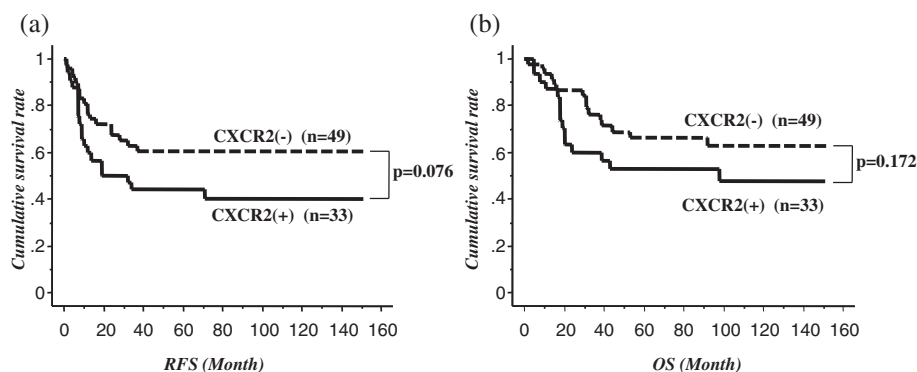 (a)
Cumulative survival rate
1
.8
.6
.4
.2
0
CXCR2(-) (n=49)
CXCR2(+) (n=33)
p=0.076
0 20 40 60 80 100 120 140 160
RFS (Month)
(b)
Cumulative survival rate
1
.8
.6
.4
.2
0
CXCR2(-) (n=49)
CXCR2(+) (n=33)
p=0.172
0 20 40 60 80 100 120 140 160
OS (Month)